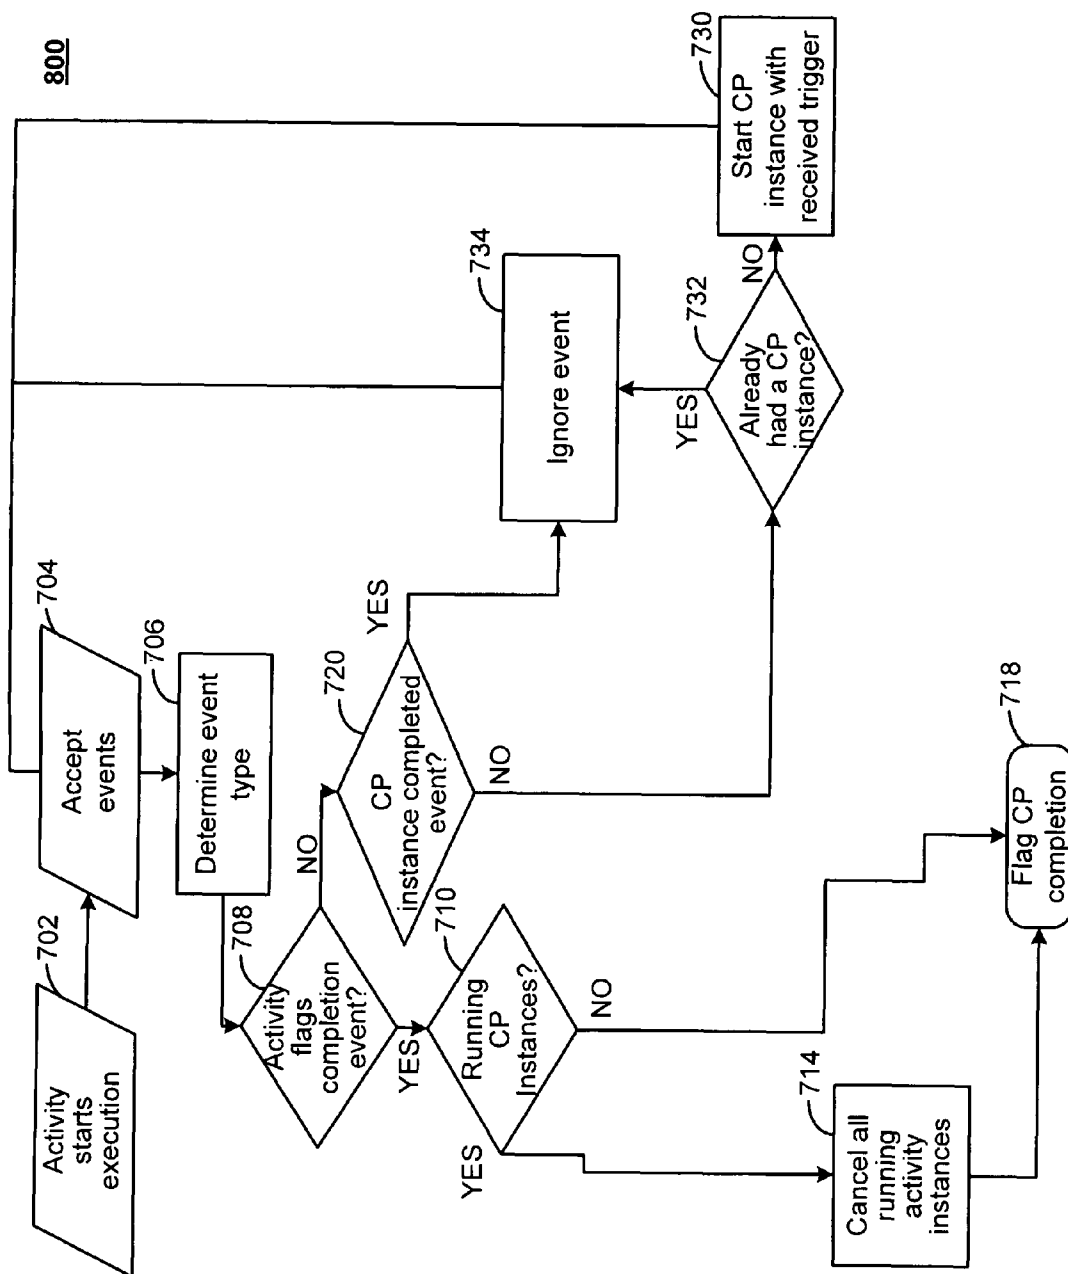 800
702
Activity
starts
execution
704
Accept
events
706
Determine event
type
708
Activity
flags
completion
event?
NO
YES
720
CP
instance completed
event?
YES
NO
710
Running
CP
Instances?
YES
NO
714
Cancel all
running
activity
instances
718
Flag CP
completion
734
Ignore event
732
Already
had a CP
instance?
YES
NO
730
Start CP
instance with
received trigger